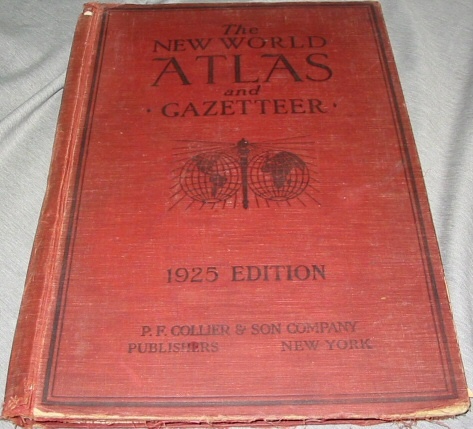 The
NEW WORLD
ATLAS
and
· GAZETTEER ·
1925 EDITION
P. F. COLLIER & SON COMPANY
PUBLISHERS NEW YORK